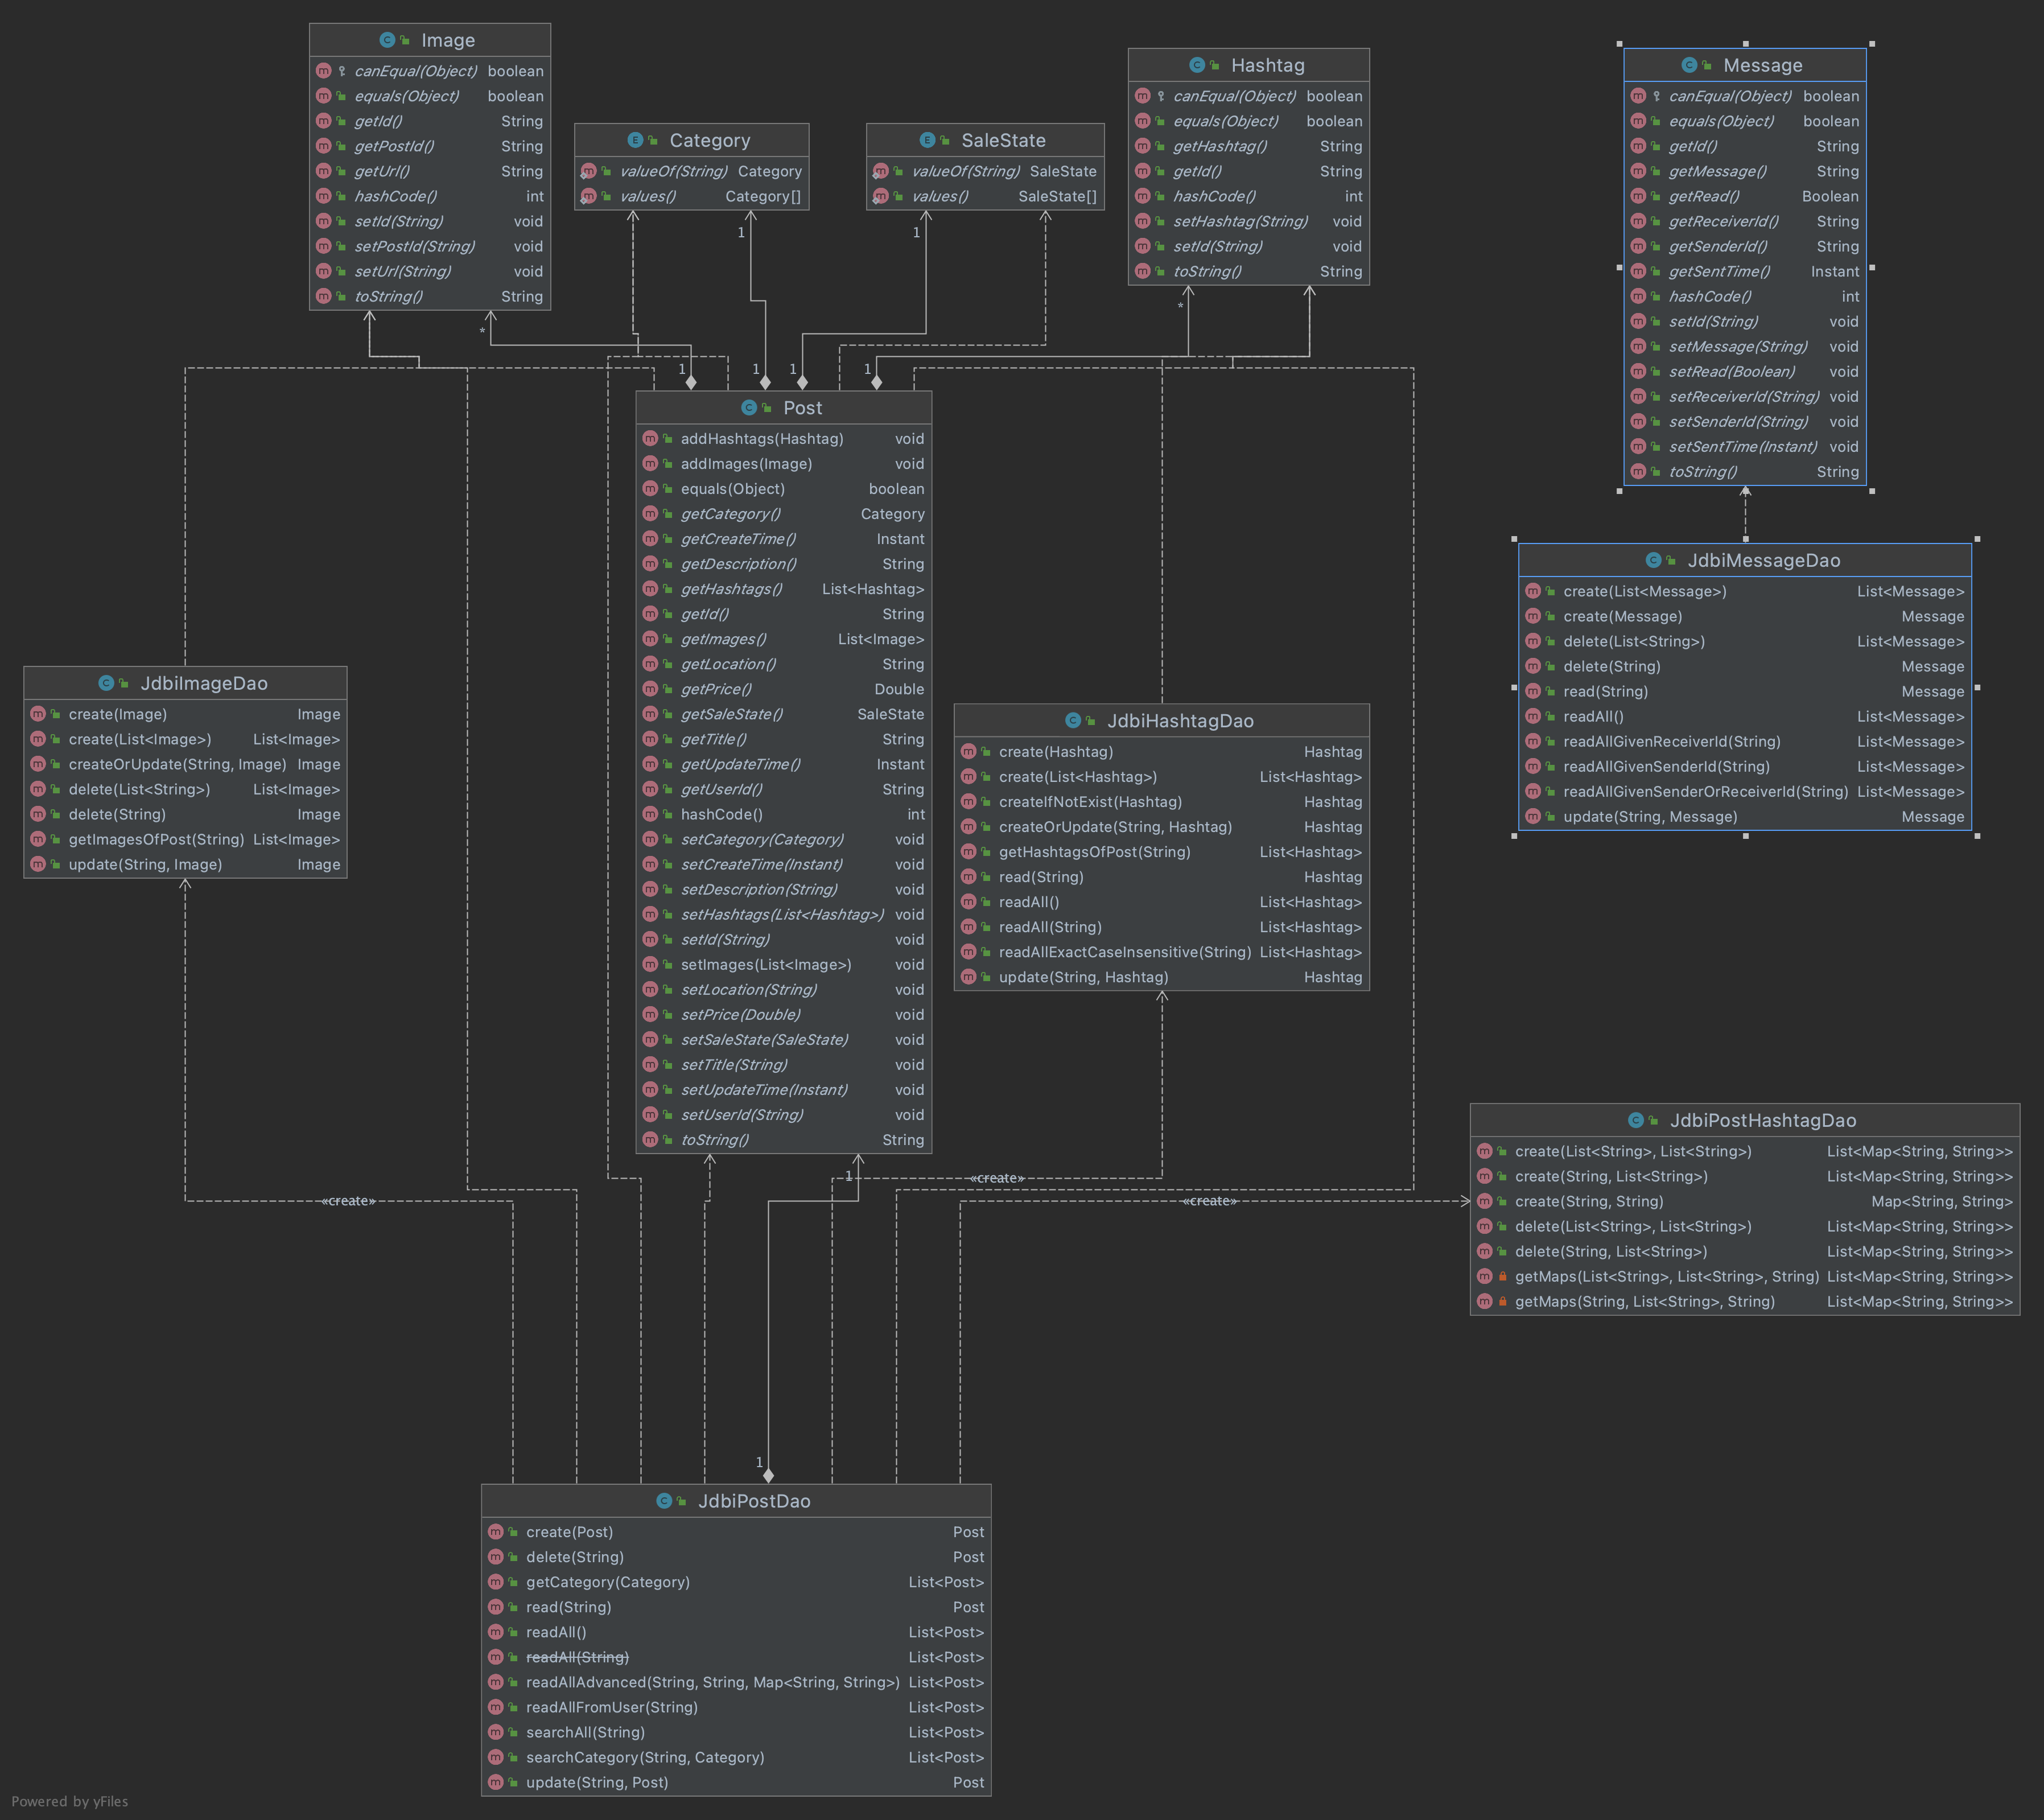 Image
canEqual(Object) boolean
equals(Object) boolean
getId() String
getPostId() String
getUrl() String
hashCode() int
setId(String) void
setPostId(String) void
setUrl(String) void
toString() String
Category
valueOf(String) Category
values() Category[]
SaleState
valueOf(String) SaleState
values() SaleState[]
Hashtag
canEqual(Object) boolean
equals(Object) boolean
getHashtag() String
getId() String
hashCode() int
setHashtag(String) void
setId(String) void
toString() String
Message
canEqual(Object) boolean
equals(Object) boolean
getId() String
getMessage() String
getRead() Boolean
getReceiverId() String
getSenderId() String
getSentTime() Instant
hashCode() int
setId(String) void
setMessage(String) void
setRead(Boolean) void
setReceiverId(String) void
setSenderId(String) void
setSentTime(Instant) void
toString() String
1
1
*
*
1
1
1
1
Post
addHashtags(Hashtag) void
addImages(Image) void
equals(Object) boolean
getCategory() Category
getCreateTime() Instant
getDescription() String
getHashtags() List<Hashtag>
getId() String
getImages() List<Image>
getLocation() String
getPrice() Double
getSaleState() SaleState
getTitle() String
getUpdateTime() Instant
getUserId() String
hashCode() int
setCategory(Category) void
setCreateTime(Instant) void
setDescription(String) void
setHashtags(List<Hashtag>) void
setId(String) void
setImages(List<Image>) void
setLocation(String) void
setPrice(Double) void
setSaleState(SaleState) void
setTitle(String) void
setUpdateTime(Instant) void
setUserId(String) void
toString() String
JdbiMessageDao
create(List<Message>) List<Message>
create(Message) Message
delete(List<String>) List<Message>
delete(String) Message
read(String) Message
readAll() List<Message>
readAllGivenReceiverId(String) List<Message>
readAllGivenSenderId(String) List<Message>
readAllGivenSenderOrReceiverId(String) List<Message>
update(String, Message) Message
JdbiImageDao
create(Image) Image
create(List<Image>) List<Image>
createOrUpdate(String, Image) Image
delete(List<String>) List<Image>
delete(String) Image
getImagesOfPost(String) List<Image>
update(String, Image) Image
JdbiHashtagDao
create(Hashtag) Hashtag
create(List<Hashtag>) List<Hashtag>
createIfNotExist(Hashtag) Hashtag
createOrUpdate(String, Hashtag) Hashtag
getHashtagsOfPost(String) List<Hashtag>
read(String) Hashtag
readAll() List<Hashtag>
readAll(String) List<Hashtag>
readAllExactCaseInsensitive(String) List<Hashtag>
update(String, Hashtag) Hashtag
JdbiPostHashtagDao
create(List<String>, List<String>) List<Map<String, String>>
create(String, List<String>) List<Map<String, String>>
create(String, String) Map<String, String>
delete(List<String>, List<String>) List<Map<String, String>>
delete(String, List<String>) List<Map<String, String>>
getMaps(List<String>, List<String>, String) List<Map<String, String>>
getMaps(String, List<String>, String) List<Map<String, String>>
1
«create»
«create»
«create»
1
JdbiPostDao
create(Post) Post
delete(String) Post
getCategory(Category) List<Post>
read(String) Post
readAll() List<Post>
readAll(String) List<Post>
readAllAdvanced(String, String, Map<String, String>) List<Post>
readAllFromUser(String) List<Post>
searchAll(String) List<Post>
searchCategory(String, Category) List<Post>
update(String, Post) Post
Powered by yFiles